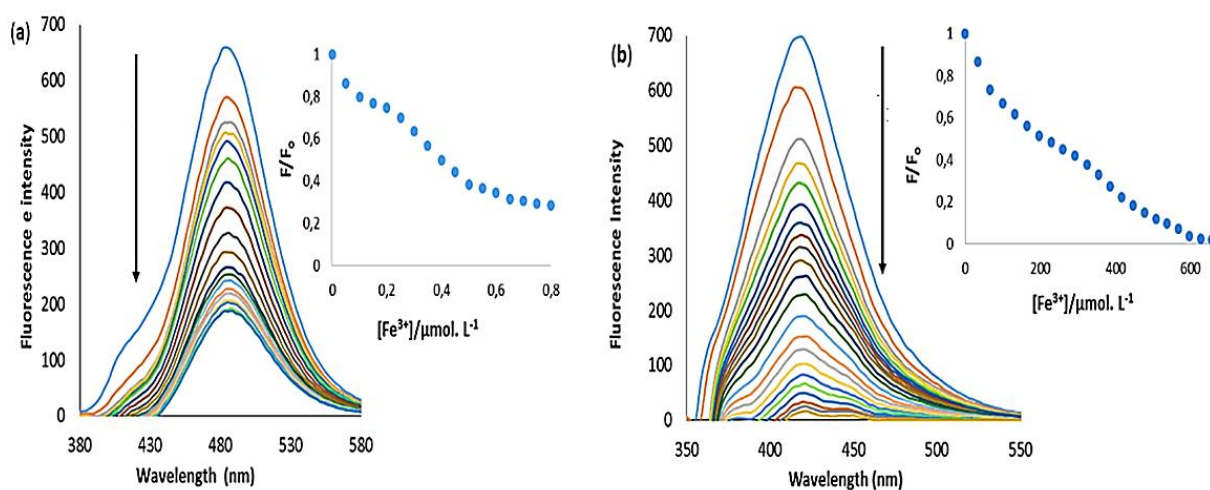 (a)
700
600
500
400
300
200
100
0
Fluorescence e intensity
380 430 480 530 580
Wavelength (nm)
1
0,8
0,6
0,4
0,2
0
F/Fₒ
0 0,2 0,4 0,6 0,8
[Fe³⁺]/µmol. L⁻¹
(b)
700
600
500
400
300
200
100
0
Fluorescence Intensity
350 400 450 500 550
Wavelength (nm)
1
0,8
0,6
0,4
0,2
0
F/Fₒ
0 200 400 600
[Fe³⁺]/µmol. L⁻¹